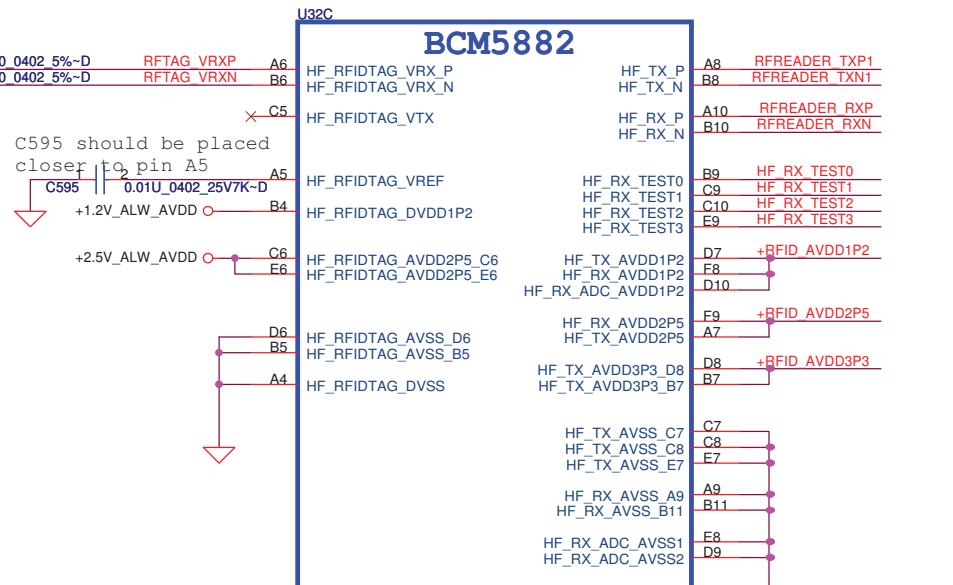 U32C
BCM5882
0_0402_5%~D RFTAG_VRXP A6 HF_RFIDTAG_VRX_P HF_TX_P A8 RFREADER_TXP1
0_0402_5%~D RFTAG_VRXN B6 HF_RFIDTAG_VRX_N HF_TX_N B8 RFREADER_TXN1
C5 HF_RFIDTAG_VTX HF_RX_P A10 RFREADER_RXP
HF_RX_N B10 RFREADER_RXN
C595 should be placed
closer to pin A5
1 2
C595 0.01U_0402_25V7K~D A5 HF_RFIDTAG_VREF HF_RX_TEST0 B9 HF_RX_TEST0
HF_RX_TEST1 C9 HF_RX_TEST1
+1.2V_ALW_AVDD B4 HF_RFIDTAG_DVDD1P2 HF_RX_TEST2 C10 HF_RX_TEST2
HF_RX_TEST3 E9 HF_RX_TEST3
+2.5V_ALW_AVDD C6 HF_RFIDTAG_AVDD2P5_C6 HF_TX_AVDD1P2 D7 +RFID_AVDD1P2
E6 HF_RFIDTAG_AVDD2P5_E6 HF_RX_AVDD1P2 F8
HF_RX_ADC_AVDD1P2 D10
HF_RX_AVDD2P5 F9 +RFID_AVDD2P5
D6 HF_RFIDTAG_AVSS_D6 HF_TX_AVDD2P5 A7
B5 HF_RFIDTAG_AVSS_B5
HF_TX_AVDD3P3_D8 D8 +RFID_AVDD3P3
A4 HF_RFIDTAG_DVSS HF_TX_AVDD3P3_B7 B7
HF_TX_AVSS_C7 C7
HF_TX_AVSS_C8 C8
HF_TX_AVSS_E7 E7
HF_RX_AVSS_A9 A9
HF_RX_AVSS_B11 B11
HF_RX_ADC_AVSS1 E8
HF_RX_ADC_AVSS2 D9